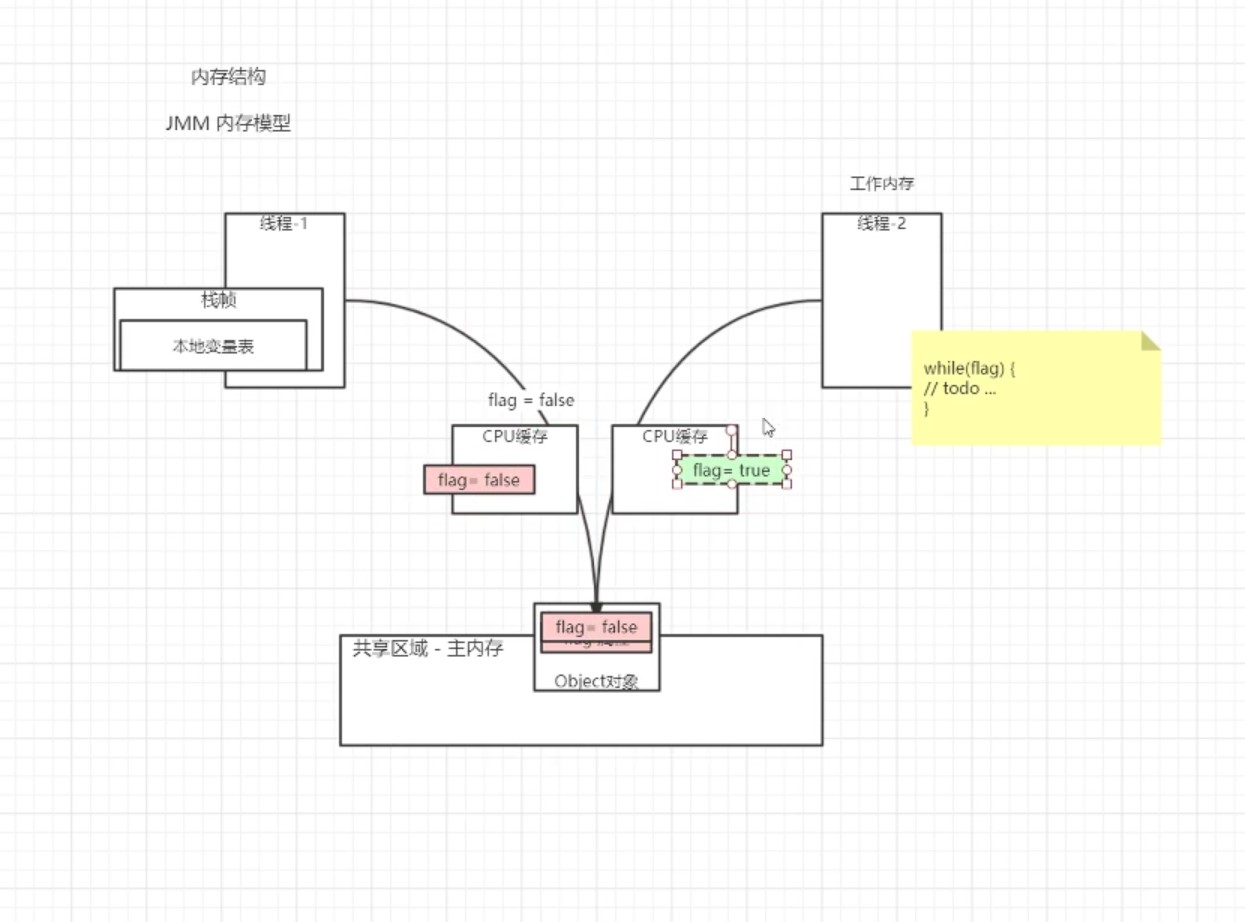 内存结构
JMM 内存模型
工作内存
线程-1
线程-2
栈帧
本地变量表
while(flag) {
// todo ...
}
flag = false
CPU缓存
CPU缓存
flag= false
flag= true
flag= false
共享区域 - 主内存
Object对象